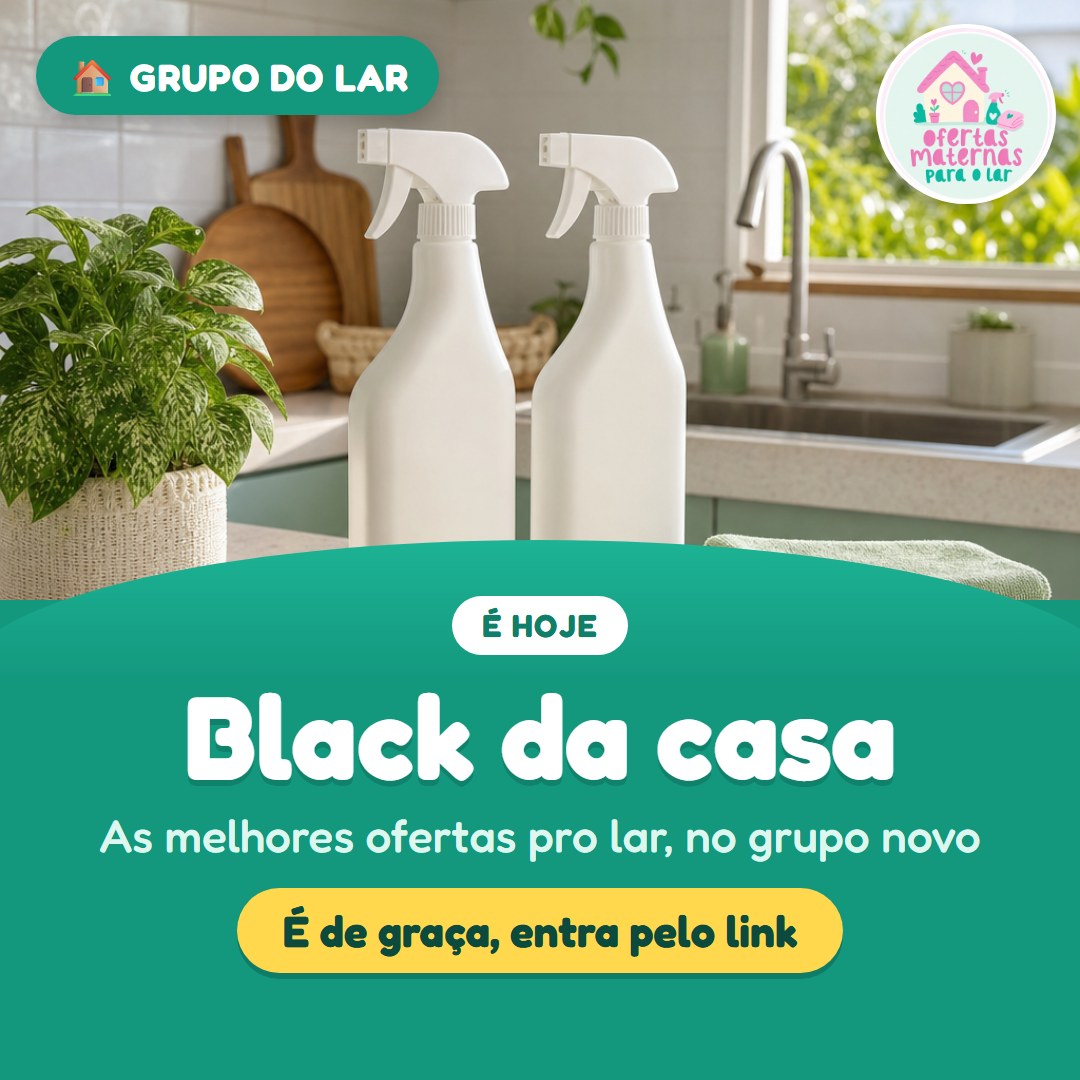 GRUPO DO LAR
ofertas
maternas
para o lar
É HOJE
Black da casa
As melhores ofertas pro lar, no grupo novo
É de graça, entra pelo link